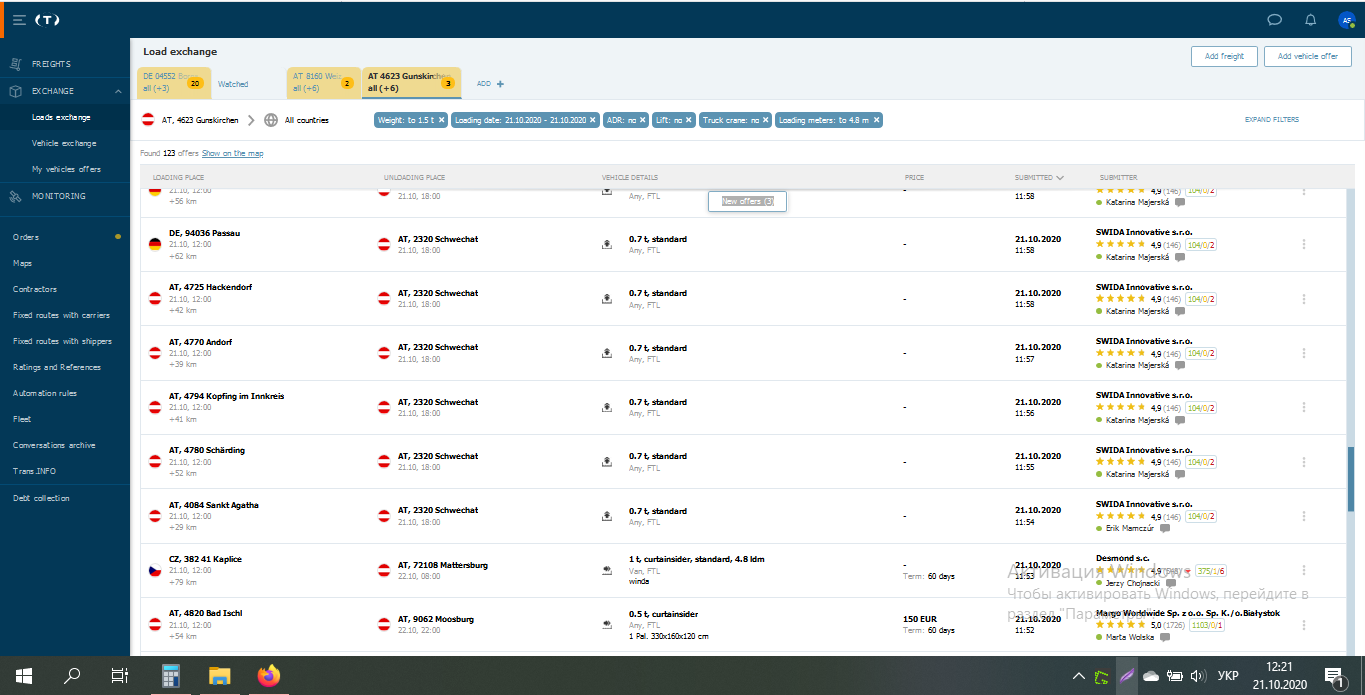 (T)
AS
FREIGHTS
EXCHANGE
Loads exchange
Vehicle exchange
My vehicles offers
MONITORING
Orders
Maps
Contractors
Fixed routes with carriers
Fixed routes with shippers
Ratings and References
Automation rules
Fleet
Conversations archive
Trans.INFO
Debt collection
Load exchange
Add freight
Add vehicle offer
DE 04552
all (+3)
20
Watched
AT 8160
all (+6)
2
AT 4623 Gunskirchen
all (+6)
3
ADD +
AT, 4623 Gunskirchen
All countries
Weight: to 1.5 t ×
Loading date: 21.10.2020 - 21.10.2020 ×
ADR: no ×
Lift: no ×
Truck crane: no ×
Loading meters: to 4.8 m ×
EXPAND FILTERS
Found 123 offers Show on the map
LOADING PLACE UNLOADING PLACE VEHICLE DETAILS PRICE SUBMITTED SUBMITTER
21.10, 12:00
+56 km
21.10, 18:00
Any, FTL
New offers (3)
-
11:58
4,9 (146) 104/0/2
Katarina Majerská
DE, 94036 Passau
21.10, 12:00
+62 km
AT, 2320 Schwechat
21.10, 18:00
0.7 t, standard
Any, FTL
-
21.10.2020
11:58
SWIDA Innovative s.r.o.
4,9 (146) 104/0/2
Katarina Majerská
AT, 4725 Hackendorf
21.10, 12:00
+42 km
AT, 2320 Schwechat
21.10, 18:00
0.7 t, standard
Any, FTL
-
21.10.2020
11:58
SWIDA Innovative s.r.o.
4,9 (146) 104/0/2
Katarina Majerská
AT, 4770 Andorf
21.10, 12:00
+39 km
AT, 2320 Schwechat
21.10, 18:00
0.7 t, standard
Any, FTL
-
21.10.2020
11:57
SWIDA Innovative s.r.o.
4,9 (146) 104/0/2
Katarina Majerská
AT, 4794 Kopfing im Innkreis
21.10, 12:00
+41 km
AT, 2320 Schwechat
21.10, 18:00
0.7 t, standard
Any, FTL
-
21.10.2020
11:56
SWIDA Innovative s.r.o.
4,9 (146) 104/0/2
Katarina Majerská
AT, 4780 Schärding
21.10, 12:00
+52 km
AT, 2320 Schwechat
21.10, 18:00
0.7 t, standard
Any, FTL
-
21.10.2020
11:55
SWIDA Innovative s.r.o.
4,9 (146) 104/0/2
Katarina Majerská
AT, 4084 Sankt Agatha
21.10, 12:00
+29 km
AT, 2320 Schwechat
21.10, 18:00
0.7 t, standard
Any, FTL
-
21.10.2020
11:54
SWIDA Innovative s.r.o.
4,9 (146) 104/0/2
Erik Mamczúr
CZ, 382 41 Kaplice
21.10, 12:00
+79 km
AT, 72108 Mattersburg
22.10, 08:00
1 t, curtainsider, standard, 4.8 ldm
Van, FTL
winda
-
Term: 60 days
21.10.2020
11:53
Desmond s.c.
4,9 375/1/6
Jerzy Chojnacki
AT, 4820 Bad Ischl
21.10, 12:00
+54 km
AT, 9062 Moosburg
22.10, 22:00
0.5 t, curtainsider
Any, FTL
1 Pal. 330x160x120 cm
150 EUR
Term: 60 days
21.10.2020
11:52
Margo Worldwide Sp. z o.o. Sp. K./o.Białystok
5,0 (1726) 1103/0/1
Marta Wolska
Активация Windows
Чтобы активировать Windows, перейдите в
раздел "Параметры".
УКР
12:21
21.10.2020
1